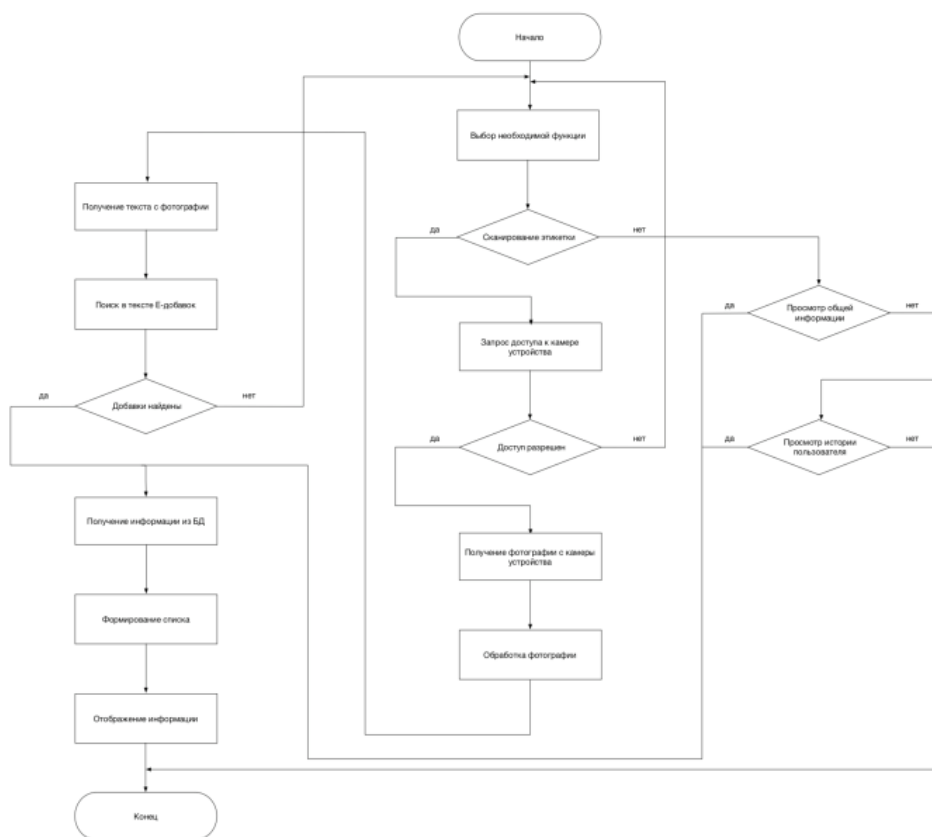 Начало
Выбор необходимой функции
Сканирование этикетки
да
нет
Просмотр общей
информации
да
нет
Запрос доступа к камере
устройства
Доступ разрешен
да
нет
Просмотр истории
пользователя
да
нет
Получение фотографии с камеры
устройства
Обработка фотографии
Получение текста с фотографии
Поиск в тексте Е-добавок
Добавки найдены
да
нет
Получение информации из БД
Формирование списка
Отображение информации
Конец